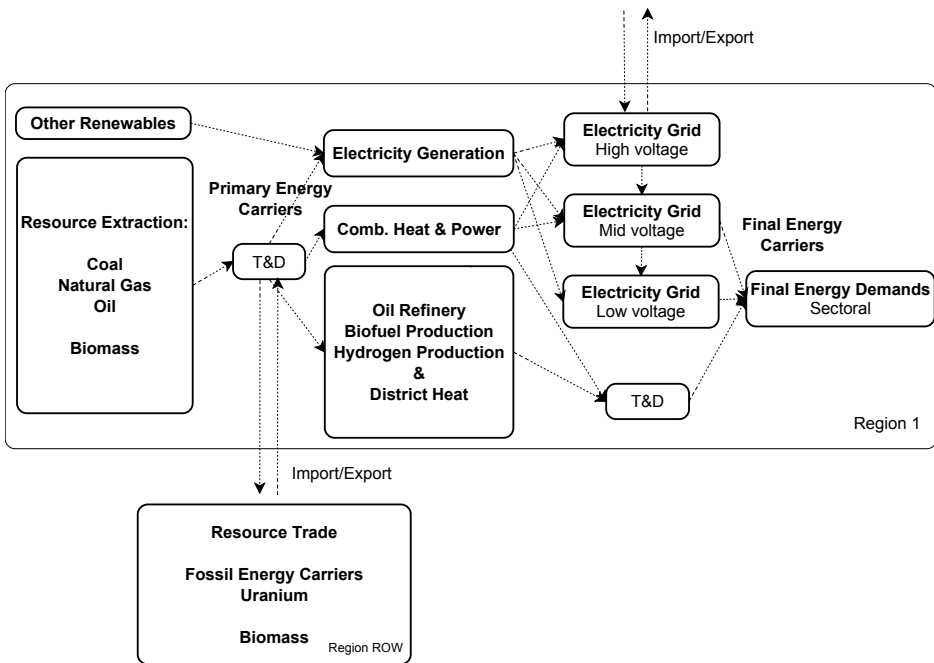 Import/Export
Other Renewables
Electricity Generation
Electricity Grid
High voltage
Resource Extraction:
Coal
Natural Gas
Oil
Biomass
Primary Energy
Carriers
T&D
Comb. Heat & Power
Electricity Grid
Mid voltage
Final Energy
Carriers
Oil Refinery
Biofuel Production
Hydrogen Production
&
District Heat
Electricity Grid
Low voltage
Final Energy Demands
Sectoral
T&D
Region 1
Import/Export
Resource Trade
Fossil Energy Carriers
Uranium
Biomass
Region ROW